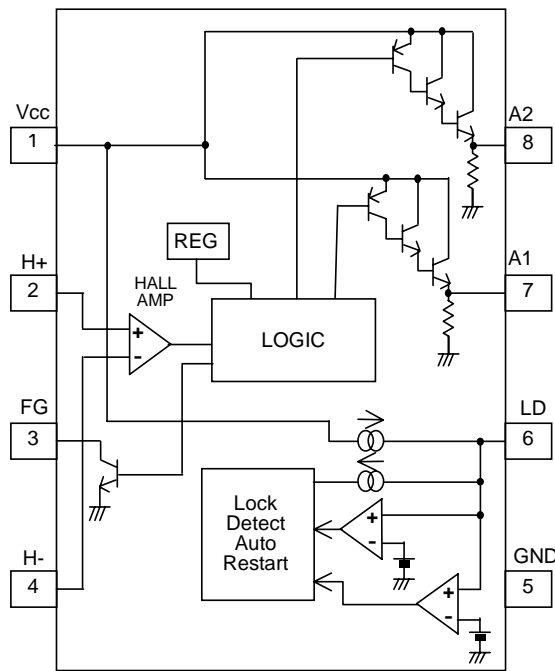 Vcc
1
H+
2
FG
3
H-
4
A2
8
A1
7
LD
6
GND
5
REG
HALL
AMP
+
-
LOGIC
Lock
Detect
Auto
Restart
+
-
+
-